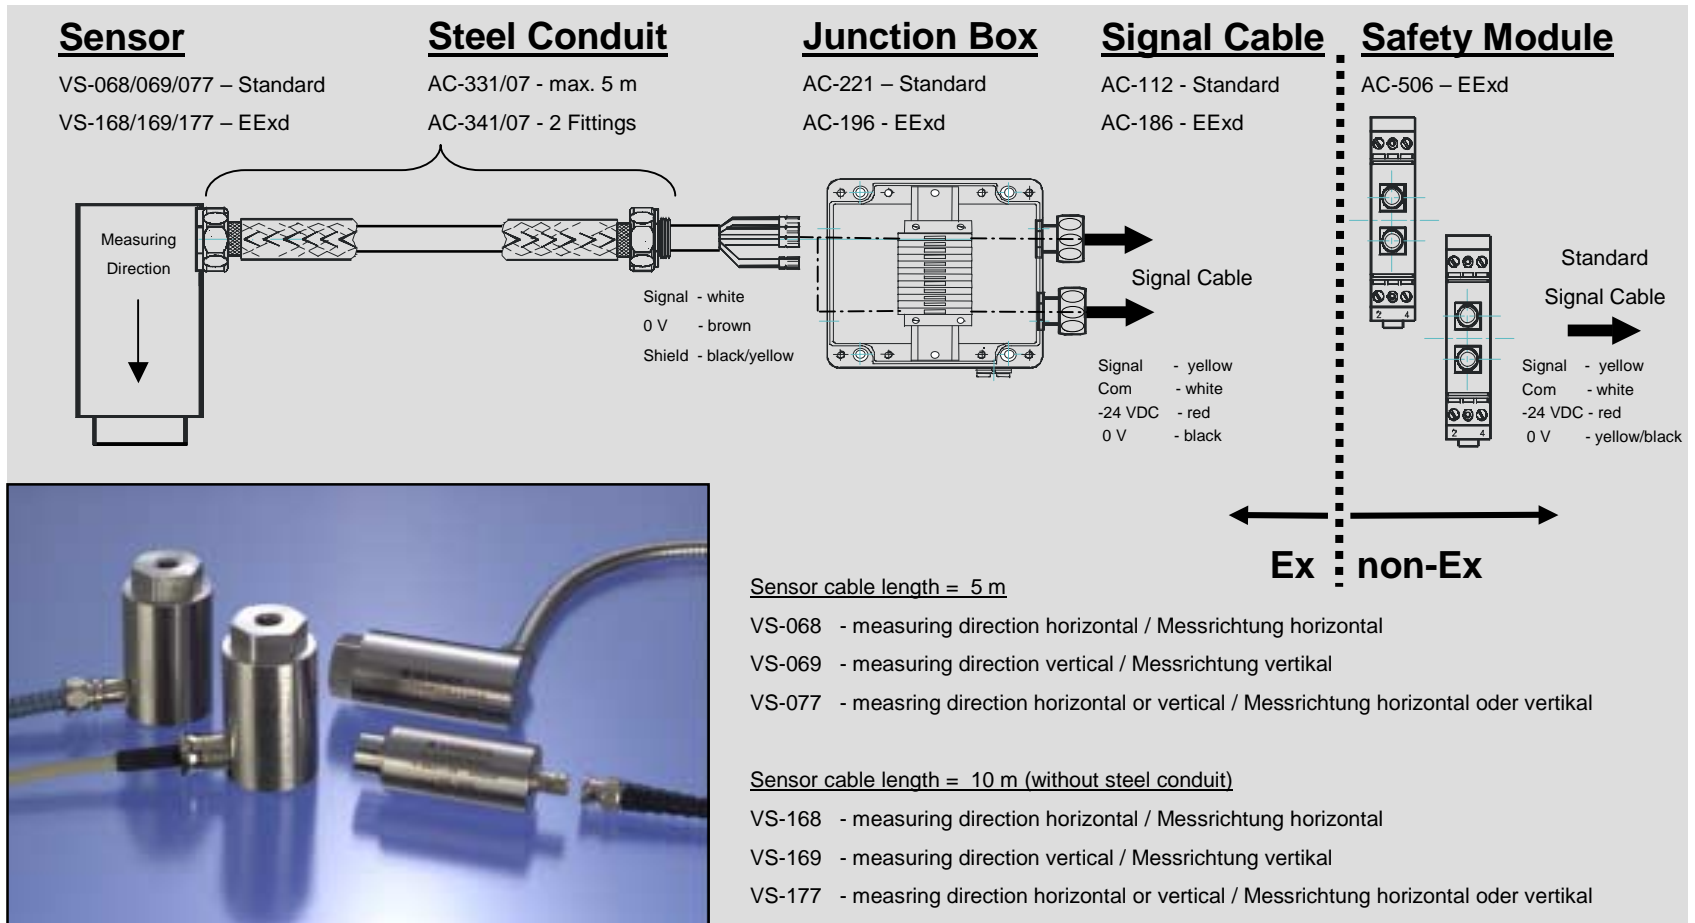 Sensor
VS-068/069/077 – Standard
VS-168/169/177 – EExd
Steel Conduit
AC-331/07 - max. 5 m
AC-341/07 - 2 Fittings
Junction Box
AC-221 – Standard
AC-196 - EExd
Signal Cable
AC-112 - Standard
AC-186 - EExd
Safety Module
AC-506 – EExd
Measuring
Direction
Signal - white
0 V - brown
Shield - black/yellow
Signal Cable
Signal - yellow
Com - white
-24 VDC - red
0 V - black
2 4
2 4
Standard
Signal Cable
Signal - yellow
Com - white
-24 VDC - red
0 V - yellow/black
Ex
non-Ex
Sensor cable length = 5 m
VS-068 - measuring direction horizontal / Messrichtung horizontal
VS-069 - measuring direction vertical / Messrichtung vertikal
VS-077 - measring direction horizontal or vertical / Messrichtung horizontal oder vertikal
Sensor cable length = 10 m (without steel conduit)
VS-168 - measuring direction horizontal / Messrichtung horizontal
VS-169 - measuring direction vertical / Messrichtung vertikal
VS-177 - measring direction horizontal or vertical / Messrichtung horizontal oder vertikal